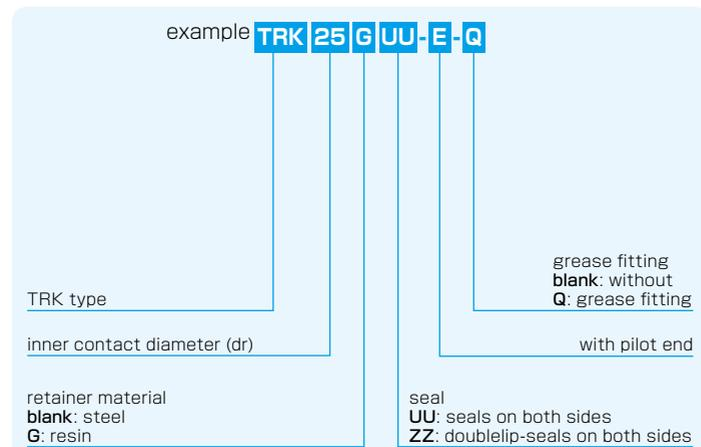 example TRK 25 G UU-E-Q
grease fitting
blank: without
Q: grease fitting
TRK type
inner contact diameter (dr)
with pilot end
retainer material
blank: steel
G: resin
seal
UU: seals on both sides
ZZ: doublelip-seals on both sides